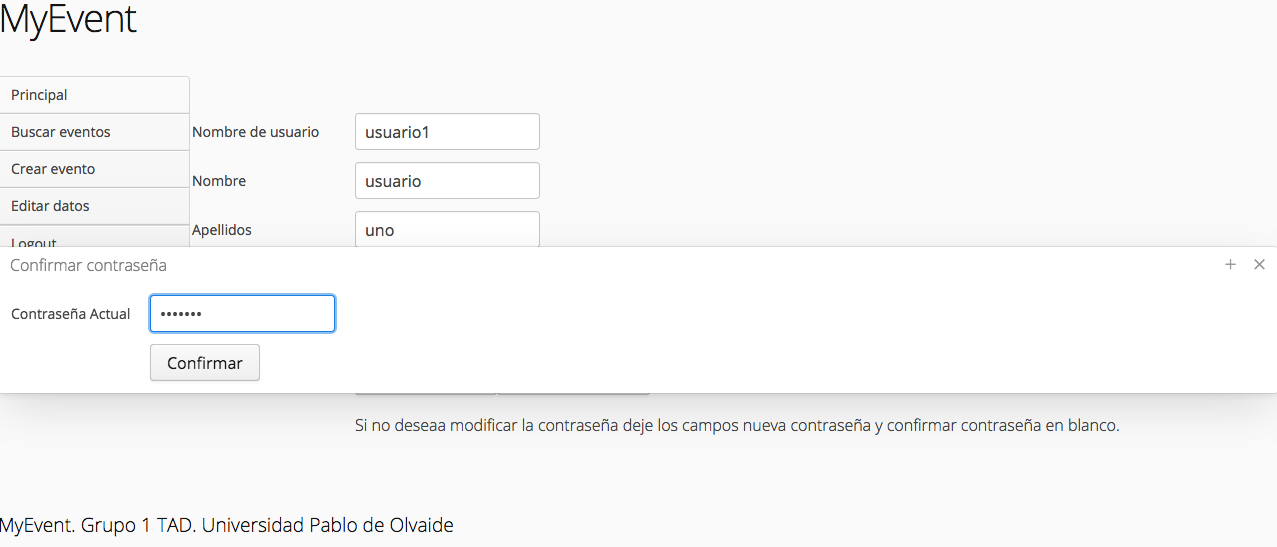 MyEvent
Principal
Buscar eventos
Crear evento
Editar datos
Logout
Nombre de usuario usuario1
Nombre usuario
Apellidos uno
Confirmar contraseña
Contraseña Actual •••••••
Confirmar
Si no deseaa modificar la contraseña deje los campos nueva contraseña y confirmar contraseña en blanco.
MyEvent. Grupo 1 TAD. Universidad Pablo de Olvaide